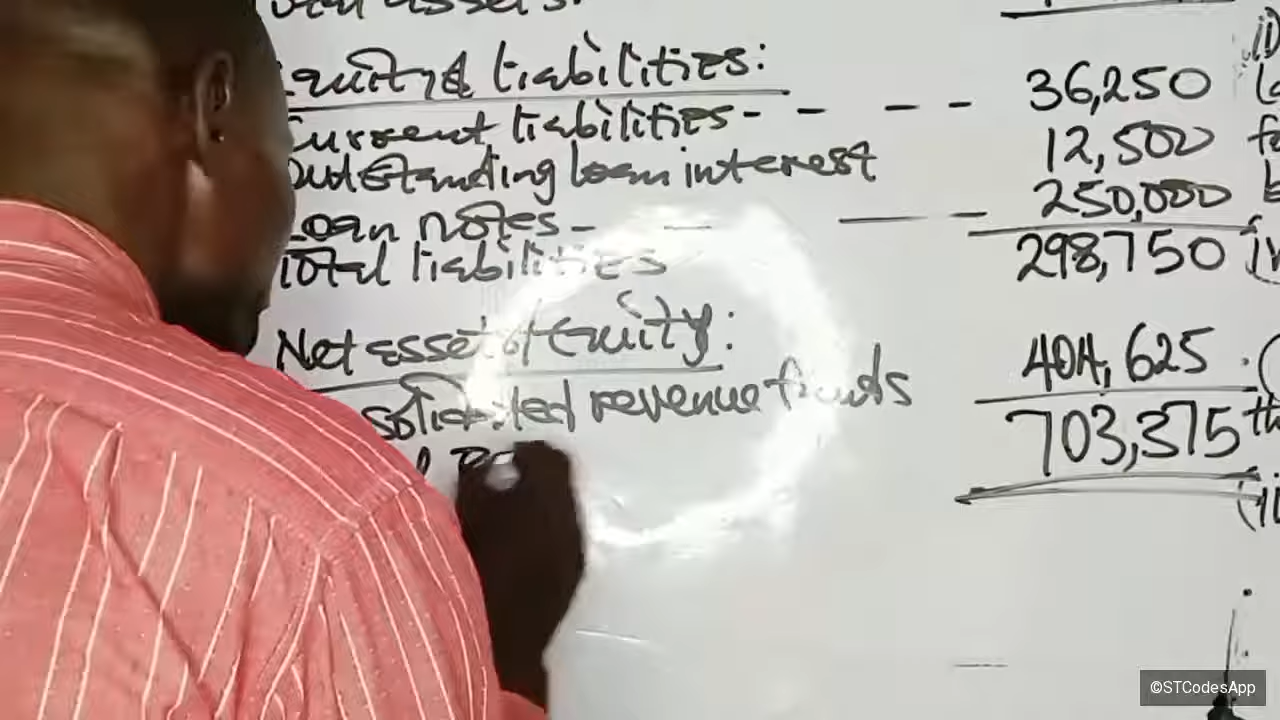 assets:
Equity & liabilities:
Current liabilities - - - - 36,250
Outstanding loan interest 12,500
Loan notes - - - - 250,000
Total liabilities 298,750
Net asset / equity:
revenue funds 404,625
703,375
©STCodesApp